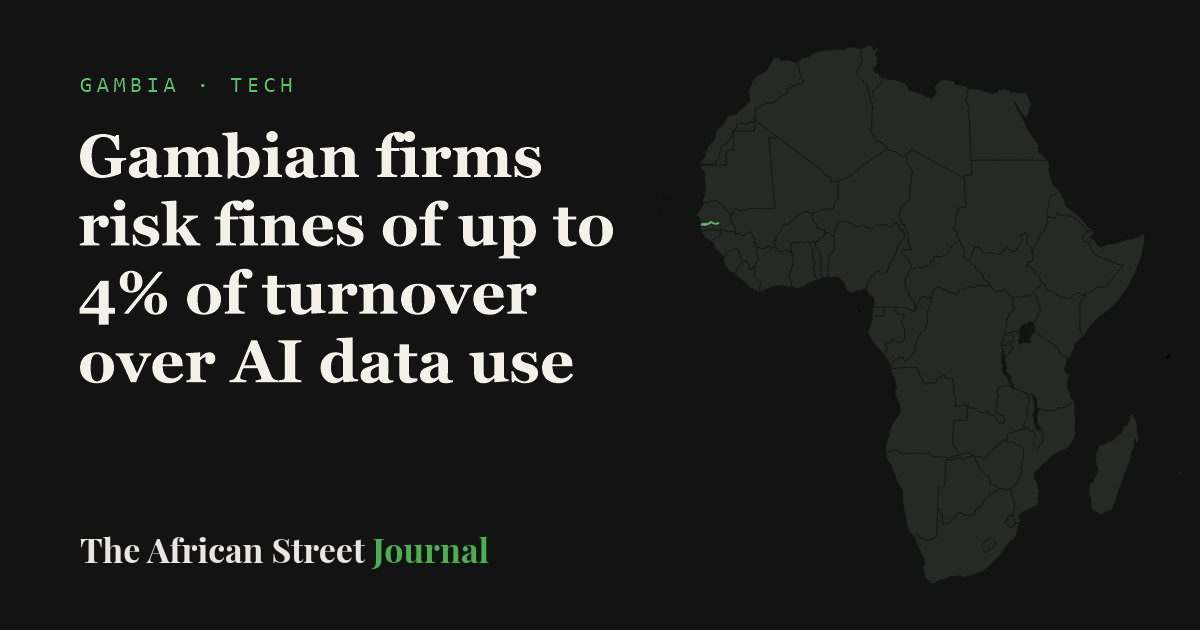 GAMBIA · TECH
Gambian firms
risk fines of up to
4% of turnover
over AI data use
The African Street Journal